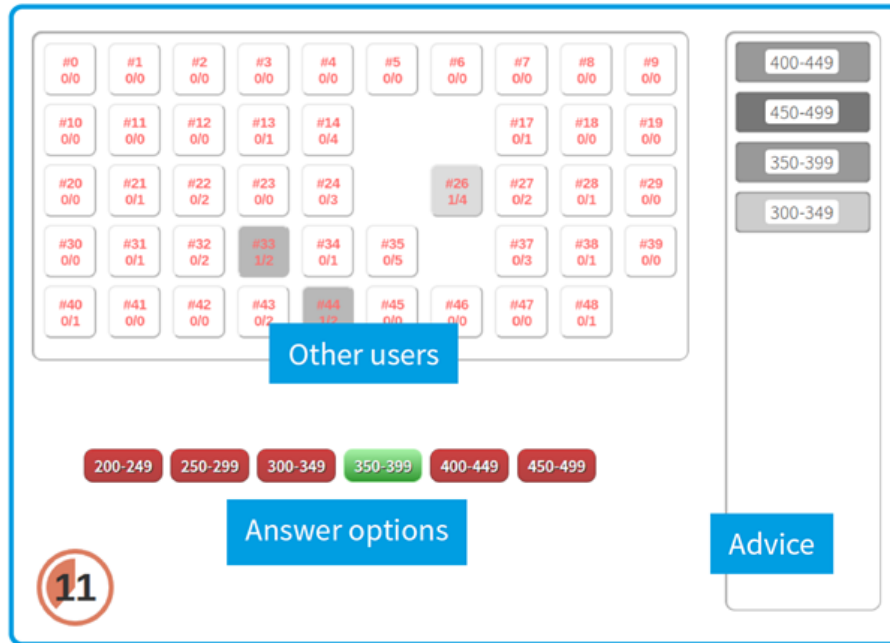 #0 #1 #2 #3 #4 #5 #6 #7 #8 #9
0/0 0/0 0/0 0/0 0/0 0/0 0/0 0/0 0/0 0/0
#10 #11 #12 #13 #14 #17 #18 #19
0/0 0/0 0/0 0/1 0/4 0/1 0/0 0/0
#20 #21 #22 #23 #24 #26 #27 #28 #29
0/0 0/1 0/2 0/0 0/3 1/4 0/2 0/1 0/0
#30 #31 #32 #33 #34 #35 #37 #38 #39
0/0 0/1 0/2 1/2 0/1 0/5 0/3 0/1 0/0
#40 #41 #42 #43 #44 #45 #46 #47 #48
0/1 0/0 0/0 0/2 1/2 0/0 0/0 0/0 0/1
Other users
400-449
450-499
350-399
300-349
200-249 250-299 300-349 350-399 400-449 450-499
Answer options
Advice
11